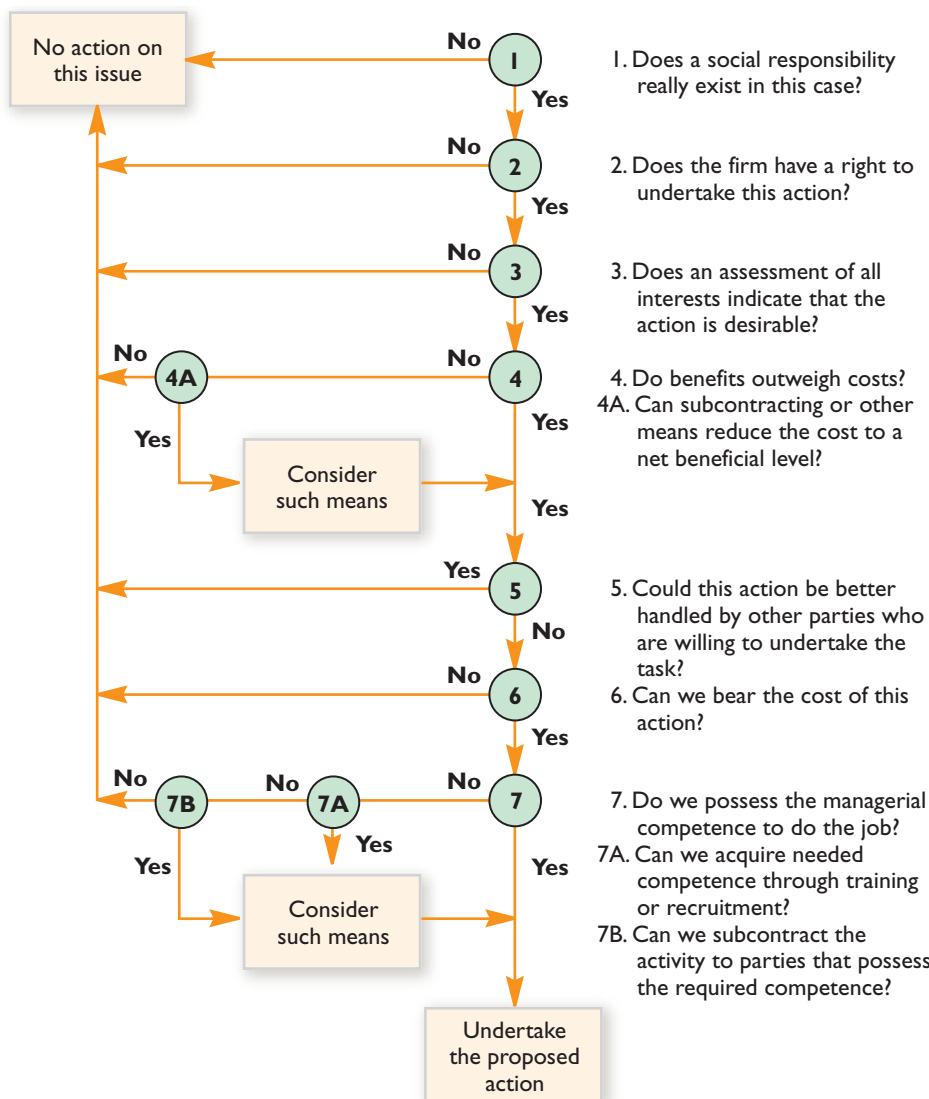 No action on
this issue
No
1
Yes
1. Does a social responsibility
really exist in this case?
No
2
Yes
2. Does the firm have a right to
undertake this action?
No
3
Yes
3. Does an assessment of all
interests indicate that the
action is desirable?
No
4A
No
4
Yes
Yes
4. Do benefits outweigh costs?
4A. Can subcontracting or other
means reduce the cost to a
net beneficial level?
Consider
such means
Yes
Yes
5
No
5. Could this action be better
handled by other parties who
are willing to undertake the
task?
No
6
Yes
6. Can we bear the cost of this
action?
No
7B
No
7A
No
7
Yes
Yes
Yes
7. Do we possess the managerial
competence to do the job?
7A. Can we acquire needed
competence through training
or recruitment?
7B. Can we subcontract the
activity to parties that possess
the required competence?
Consider
such means
Undertake
the proposed
action